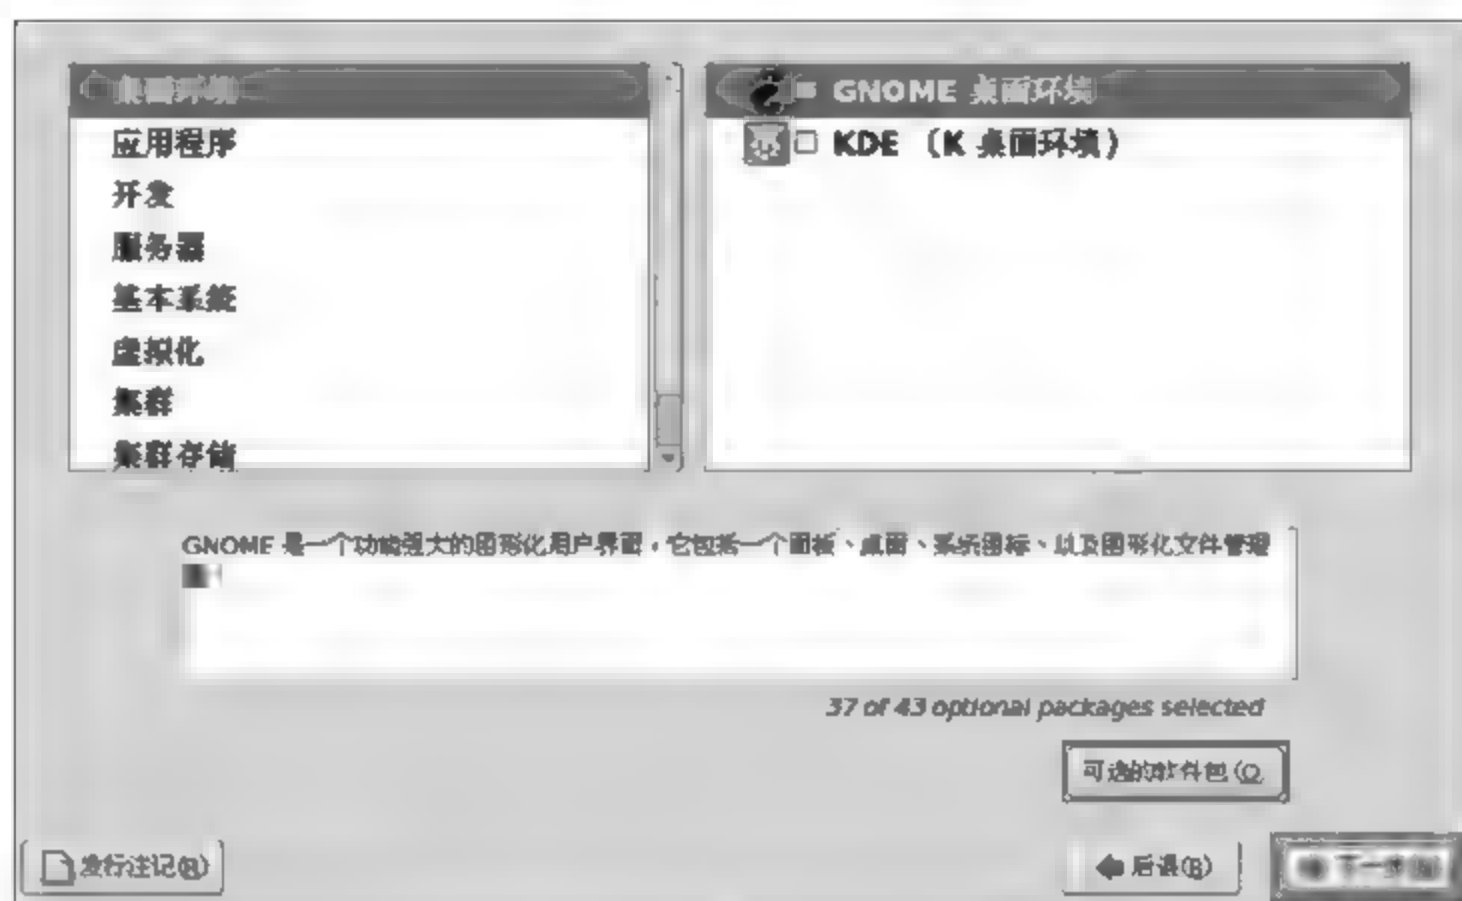 桌面环境
应用程序
开发
服务器
基本系统
虚拟化
集群
集群存储
GNOME 桌面环境
KDE (K 桌面环境)
GNOME 是一个功能强大的图形化用户界面,它包括一个面板、桌面、系统图标、以及图形化文件管理
37 of 43 optional packages selected
可选的软件包(O
发行注记(R)
后退(B)
下一步(N)